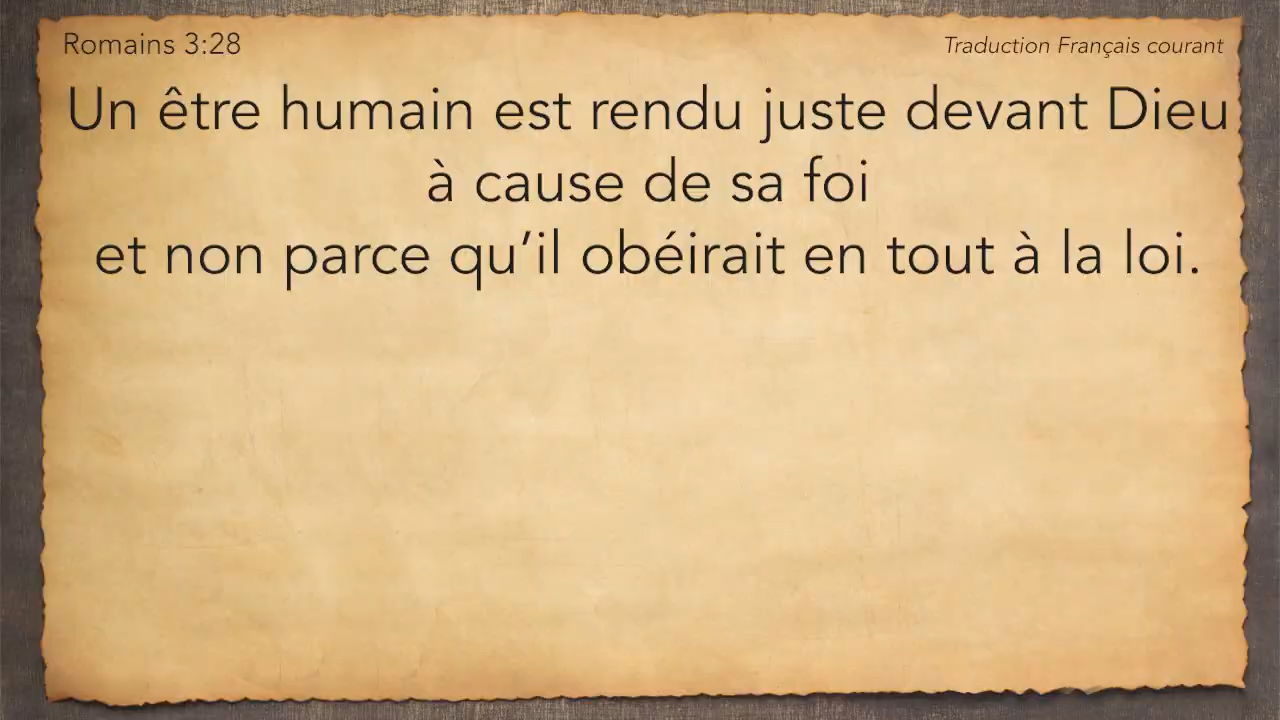 Romains 3:28
Traduction Français courant
Un être humain est rendu juste devant Dieu
à cause de sa foi
et non parce qu’il obéirait en tout à la loi.